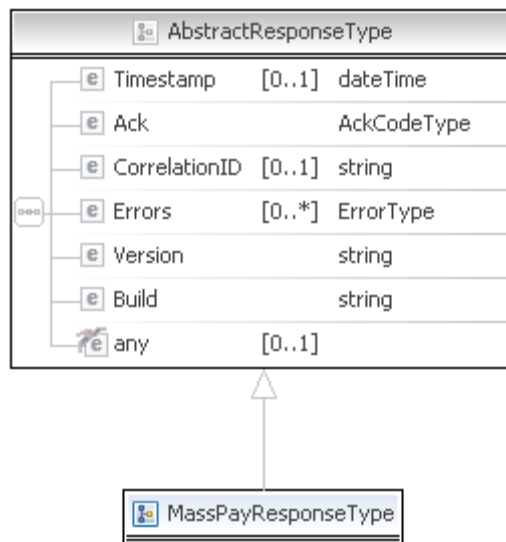 AbstractResponseType
e Timestamp [0..1] dateTime
e Ack AckCodeType
e CorrelationID [0..1] string
e Errors [0..*] ErrorType
e Version string
e Build string
e any [0..1]
MassPayResponseType